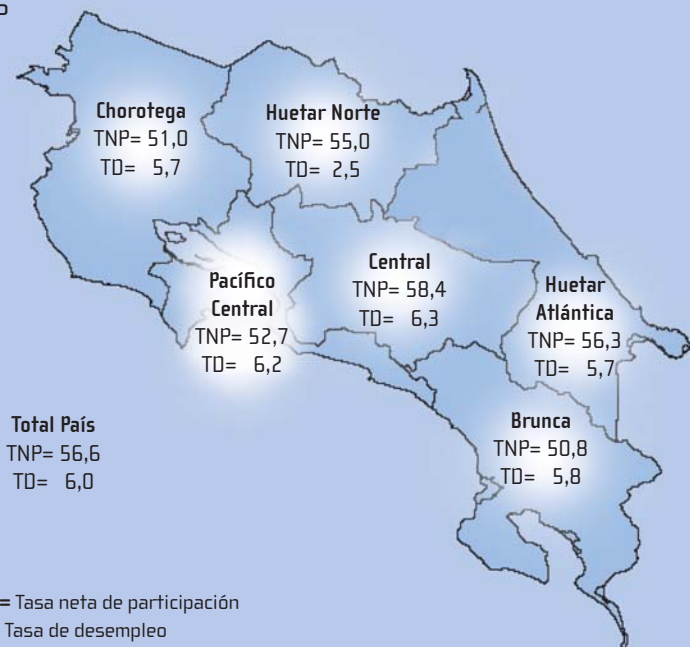 Chorotega
TNP= 51,0
TD= 5,7
Huetar Norte
TNP= 55,0
TD= 2,5
Pacífico
Central
TNP= 52,7
TD= 6,2
Central
TNP= 58,4
TD= 6,3
Huetar
Atlántica
TNP= 56,3
TD= 5,7
Brunca
TNP= 50,8
TD= 5,8
Total País
TNP= 56,6
TD= 6,0
= Tasa neta de participación
Tasa de desempleo